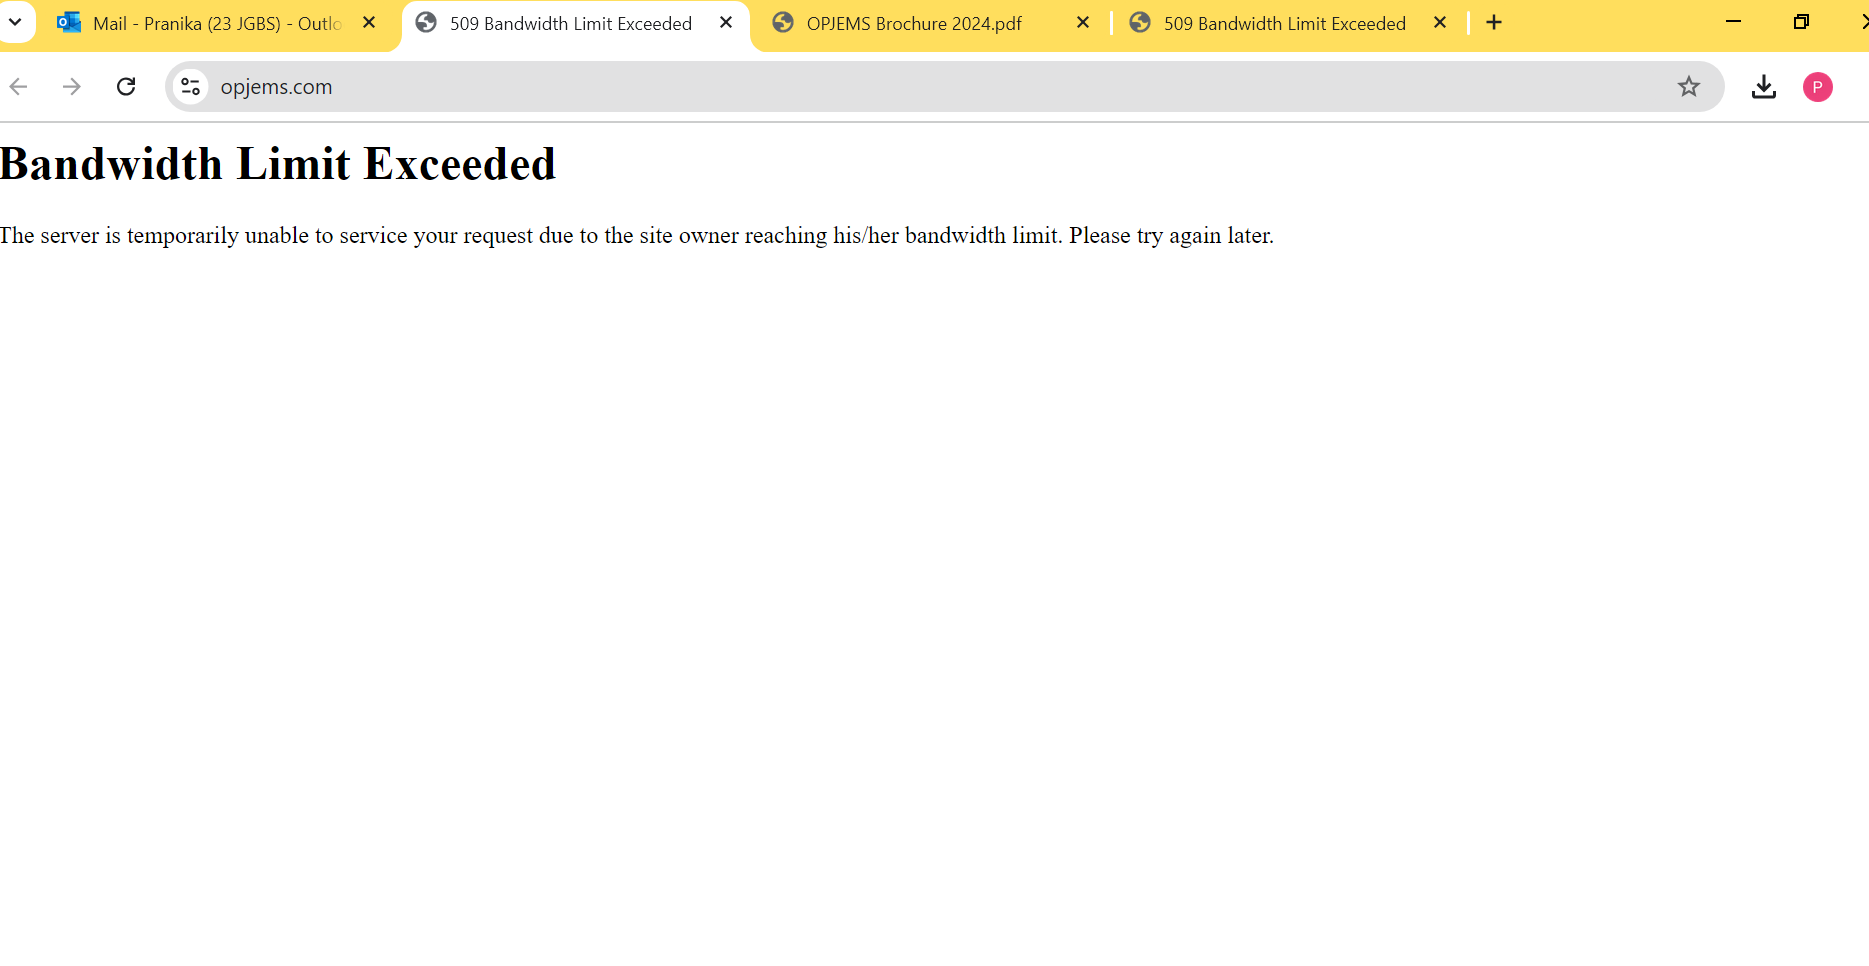 Mail - Pranika (23 JGBS) - Outlo
509 Bandwidth Limit Exceeded
OPJEMS Brochure 2024.pdf
509 Bandwidth Limit Exceeded
opjems.com
P
Bandwidth Limit Exceeded
The server is temporarily unable to service your request due to the site owner reaching his/her bandwidth limit. Please try again later.